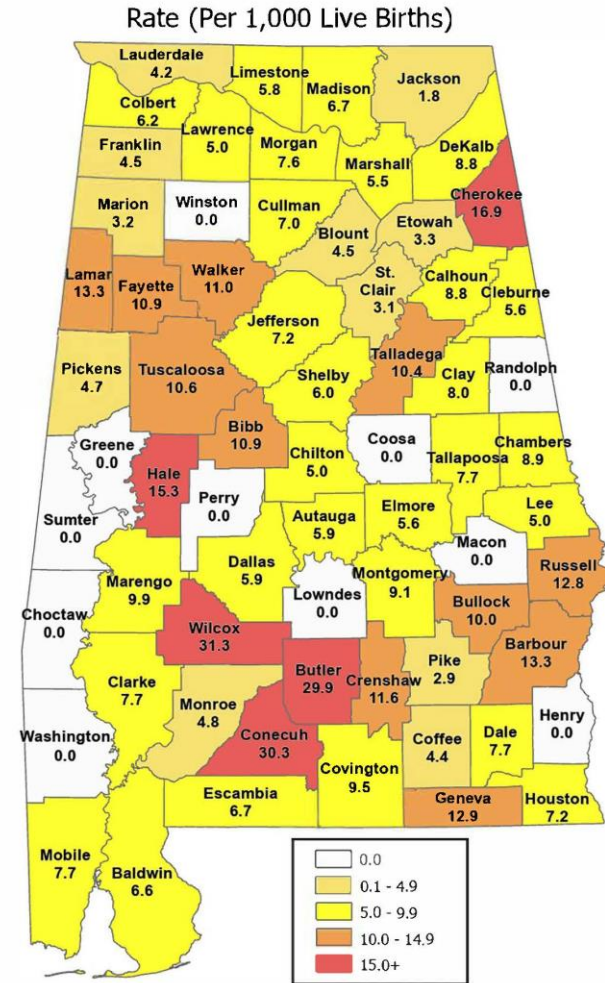 Rate (Per 1,000 Live Births)
Lauderdale
4.2
Limestone
5.8
Madison
6.7
Jackson
1.8
Colbert
6.2
Lawrence
5.0
Franklin
4.5
Morgan
7.6
Marshall
5.5
DeKalb
8.8
Cherokee
16.9
Marion
3.2
Winston
0.0
Cullman
7.0
Blount
4.5
Etowah
3.3
Lamar
13.3
Fayette
10.9
Walker
11.0
St.
Clair
3.1
Calhoun
8.8
Cleburne
5.6
Jefferson
7.2
Pickens
4.7
Tuscaloosa
10.6
Shelby
6.0
Talladega
10.4
Clay
8.0
Randolph
0.0
Greene
0.0
Hale
15.3
Bibb
10.9
Chilton
5.0
Coosa
0.0
Tallapoosa
7.7
Chambers
8.9
Sumter
0.0
Perry
0.0
Autauga
5.9
Elmore
5.6
Lee
5.0
Macon
0.0
Russell
12.8
Marengo
9.9
Dallas
5.9
Lowndes
0.0
Montgomery
9.1
Bullock
10.0
Choctaw
0.0
Wilcox
31.3
Butler
29.9
Crenshaw
11.6
Pike
2.9
Barbour
13.3
Clarke
7.7
Monroe
4.8
Conecuh
30.3
Washington
0.0
Coffee
4.4
Dale
7.7
Henry
0.0
Escambia
6.7
Covington
9.5
Geneva
12.9
Houston
7.2
Mobile
7.7
Baldwin
6.6
0.0
0.1 - 4.9
5.0 - 9.9
10.0 - 14.9
15.0+